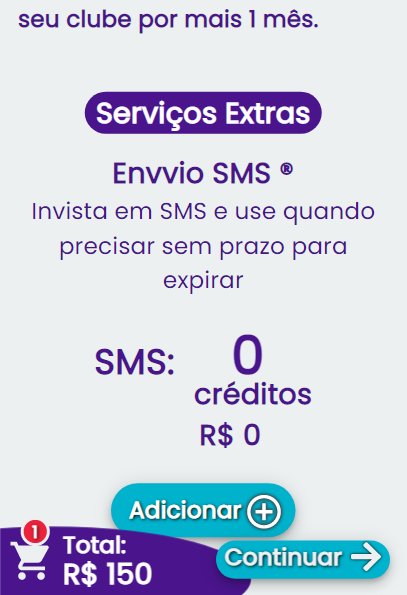 seu clube por mais 1 mês.
Serviços Extras
Envvio SMS ®
Invista em SMS e use quando
precisar sem prazo para
expirar
SMS: 0
créditos
R$ 0
Adicionar
1
Total:
R$ 150
Continuar